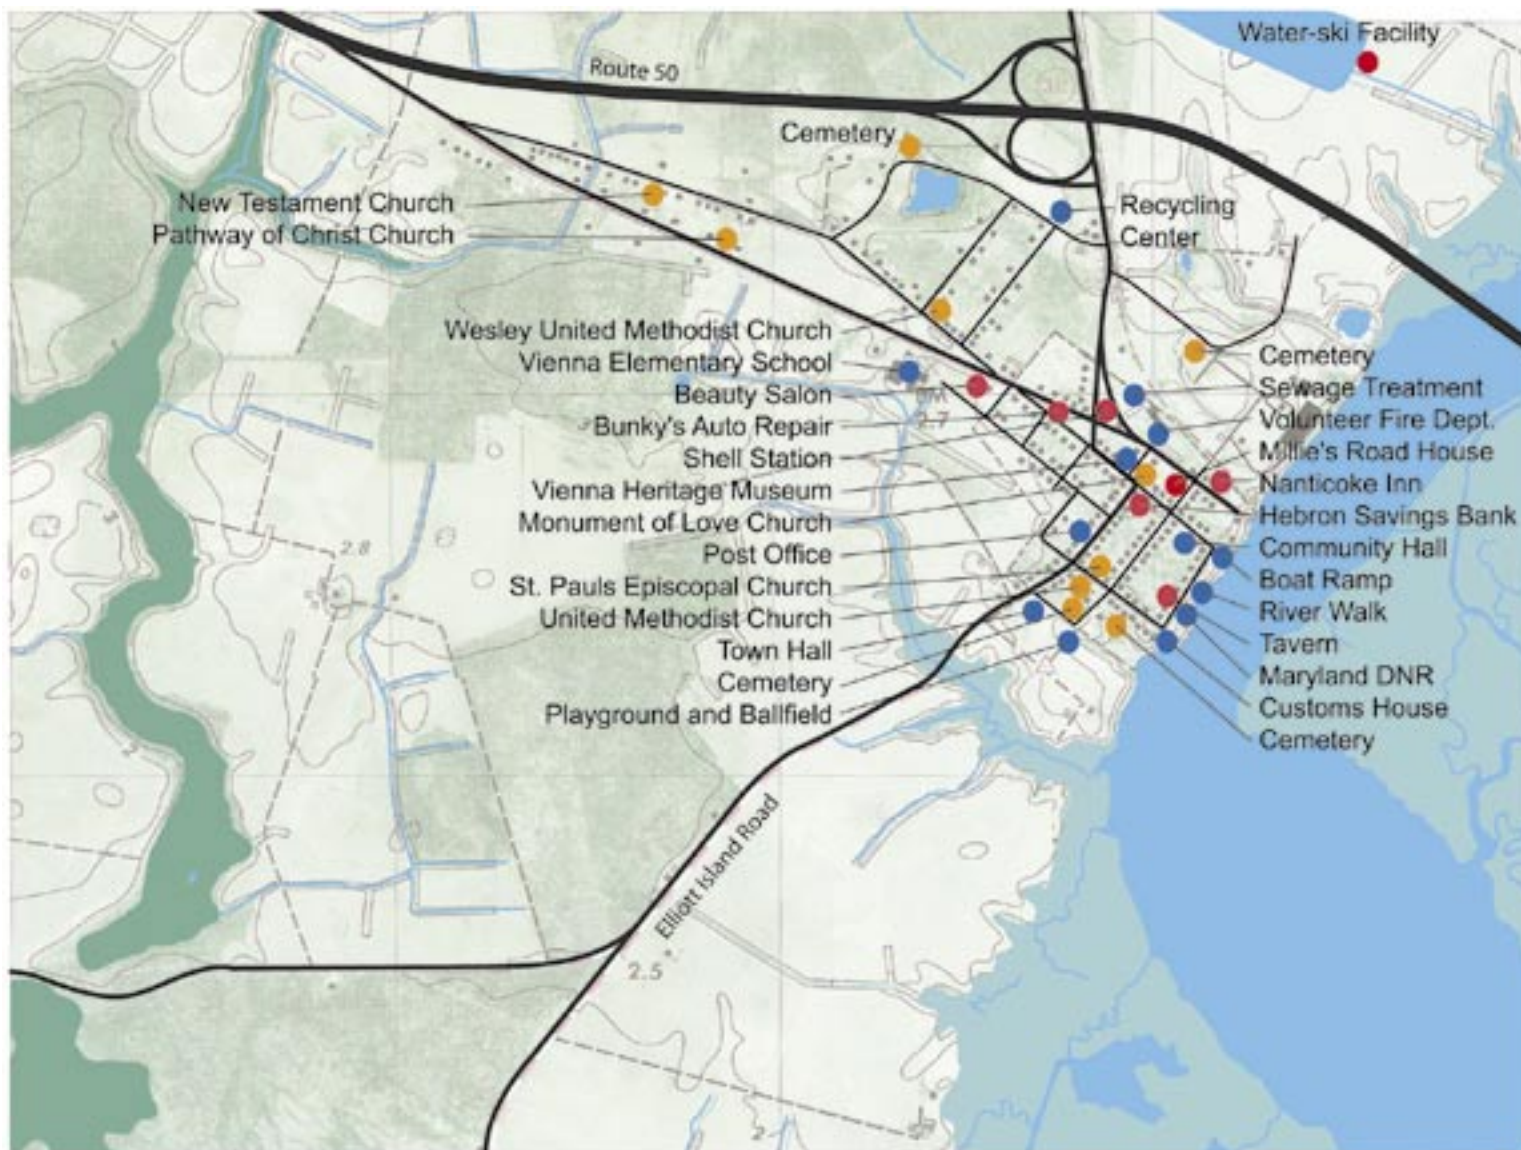 Water-ski Facility
Route 50
Cemetery
New Testament Church
Pathway of Christ Church
Recycling
Center
Wesley United Methodist Church
Vienna Elementary School
Beauty Salon
Bunky's Auto Repair
Shell Station
Vienna Heritage Museum
Monument of Love Church
Post Office
St. Pauls Episcopal Church
United Methodist Church
Town Hall
Cemetery
Playground and Ballfield
Cemetery
Sewage Treatment
Volunteer Fire Dept.
Millie's Road House
Nanticoke Inn
Hebron Savings Bank
Community Hall
Boat Ramp
River Walk
Tavern
Maryland DNR
Customs House
Cemetery
BM
2.7
2.8
3
2
Elliott Island Road
2.5
2